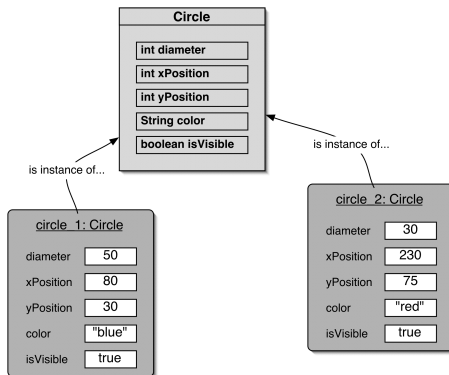 Circle
int diameter
int xPosition
int yPosition
String color
boolean isVisible
is instance of...
is instance of...
circle_1: Circle
diameter 50
xPosition 80
yPosition 30
color "blue"
isVisible true
circle_2: Circle
diameter 30
xPosition 230
yPosition 75
color "red"
isVisible true